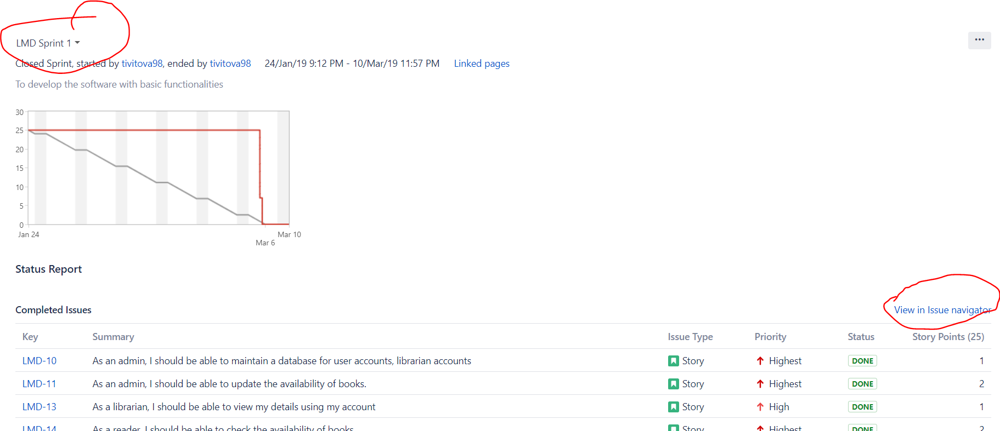 LMD Sprint 1
•••
Closed Sprint, started by tivitova98, ended by tivitova98 24/Jan/19 9:12 PM - 10/Mar/19 11:57 PM Linked pages
To develop the software with basic functionalities
30
25
20
15
10
5
0
Jan 24
Mar 6
Mar 10
Status Report
Completed Issues View in Issue navigator
Key Summary Issue Type Priority Status Story Points (25)
LMD-10 As an admin, I should be able to maintain a database for user accounts, librarian accounts Story Highest DONE 1
LMD-11 As an admin, I should be able to update the availability of books. Story Highest DONE 2
LMD-13 As a librarian, I should be able to view my details using my account Story High DONE 1
LMD-14 As a reader, I should be able to check the availability of books Story Highest DONE 2